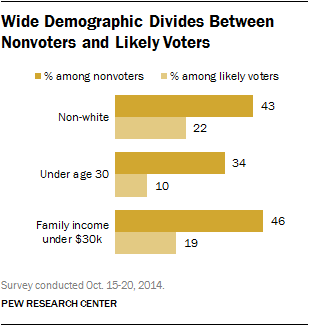 Wide Demographic Divides Between
Nonvoters and Likely Voters
% among nonvoters % among likely voters
Non-white
43
22
Under age 30
34
10
Family income
under $30k
46
19
Survey conducted Oct. 15-20, 2014.
PEW RESEARCH CENTER